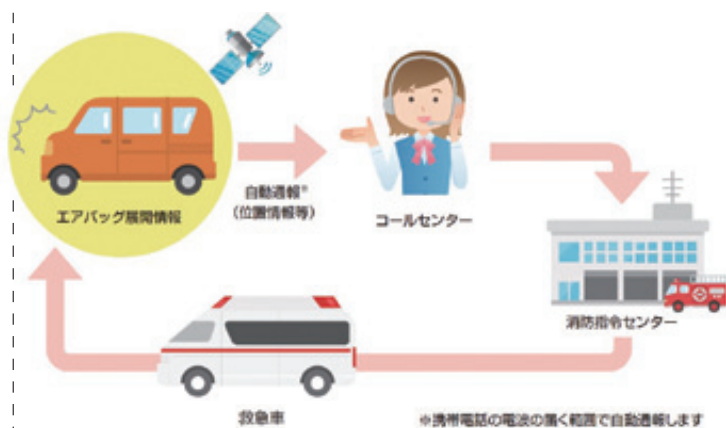 エアバッグ展開情報
自動通報※
(位置情報等)
コールセンター
消防指令センター
救急車
※携帯電話の電波の届く範囲で自動通報します